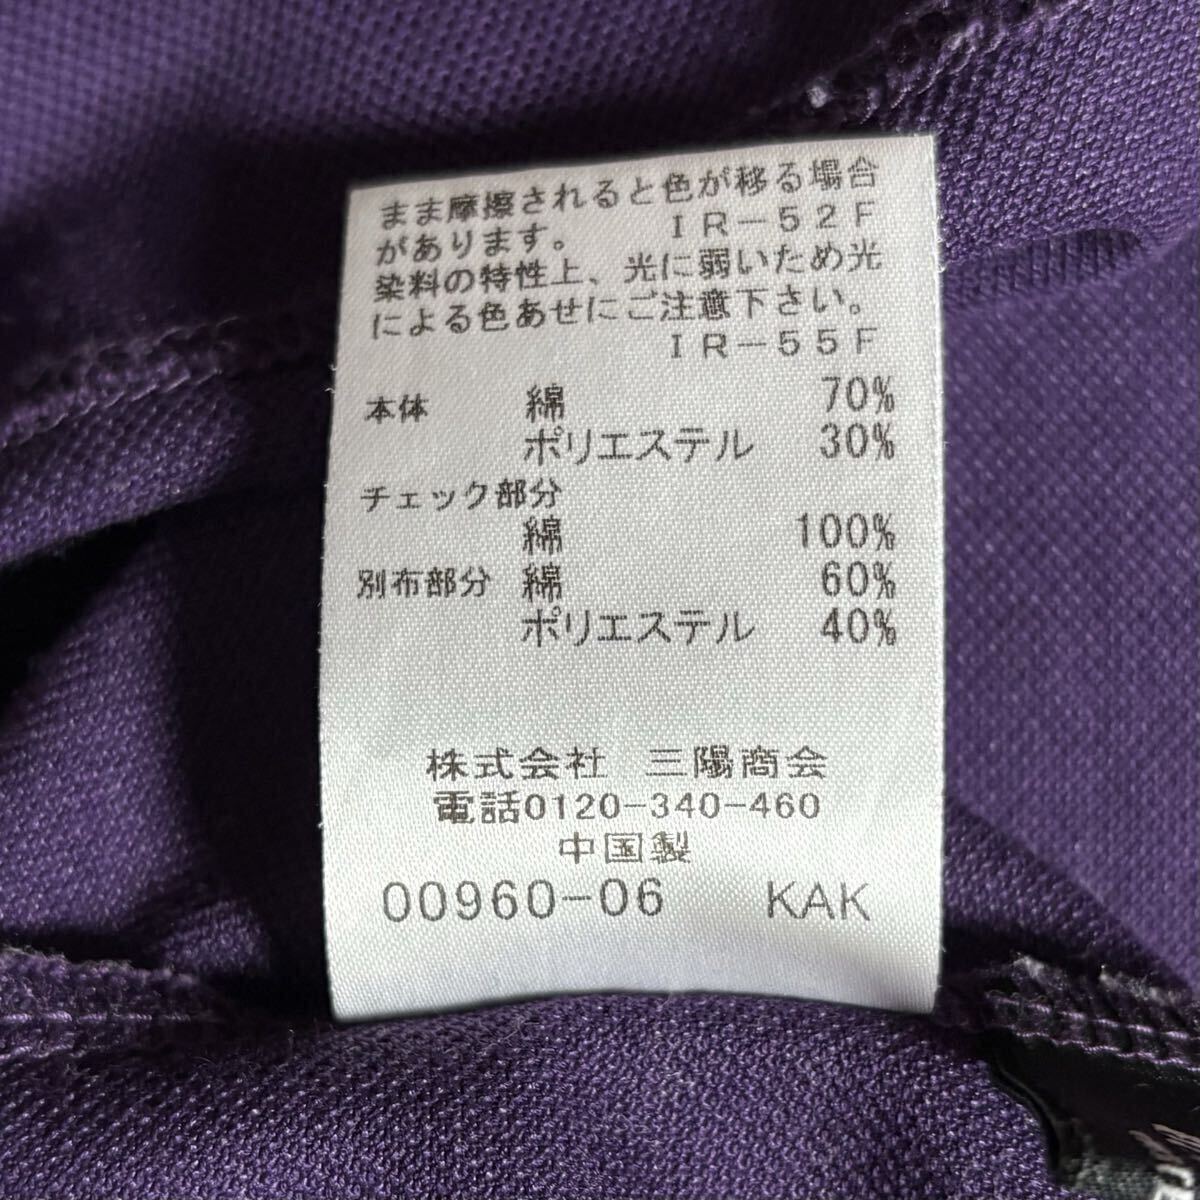 まま摩擦されると色が移る場合
があります。 ＩＲ－５２Ｆ
染料の特性上、光に弱いため光
による色あせにご注意下さい。
ＩＲ－５５Ｆ
本体 綿 70%
ポリエステル 30%
チェック部分
綿 100%
別布部分 綿 60%
ポリエステル 40%
株式会社 三陽商会
電話0120-340-460
中国製
00960-06 KAK